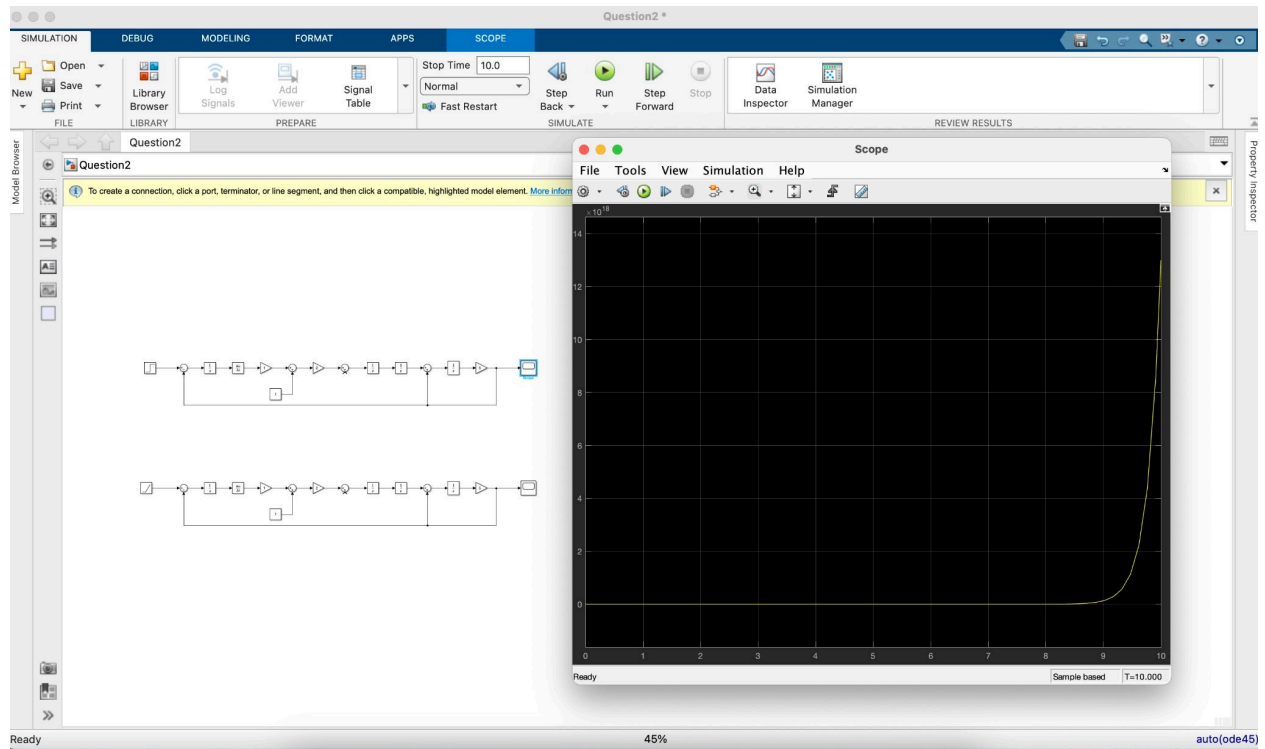 Question2 *
SIMULATION DEBUG MODELING FORMAT APPS SCOPE
New
Open
Save
Print
FILE
Library Browser
LIBRARY
Log Signals
Add Viewer
Signal Table
PREPARE
Stop Time 10.0
Normal
Fast Restart
Step Back
Run
Step Forward
Stop
SIMULATE
Data Inspector
Simulation Manager
REVIEW RESULTS
Model Browser
Property Inspector
Question2
Question2
To create a connection, click a port, terminator, or line segment, and then click a compatible, highlighted model element. More inform
Scope
File Tools View Simulation Help
×10^18
14
12
10
8
6
4
2
0
0 1 2 3 4 5 6 7 8 9 10
Ready
Sample based T=10.000
Ready
45%
auto(ode45)